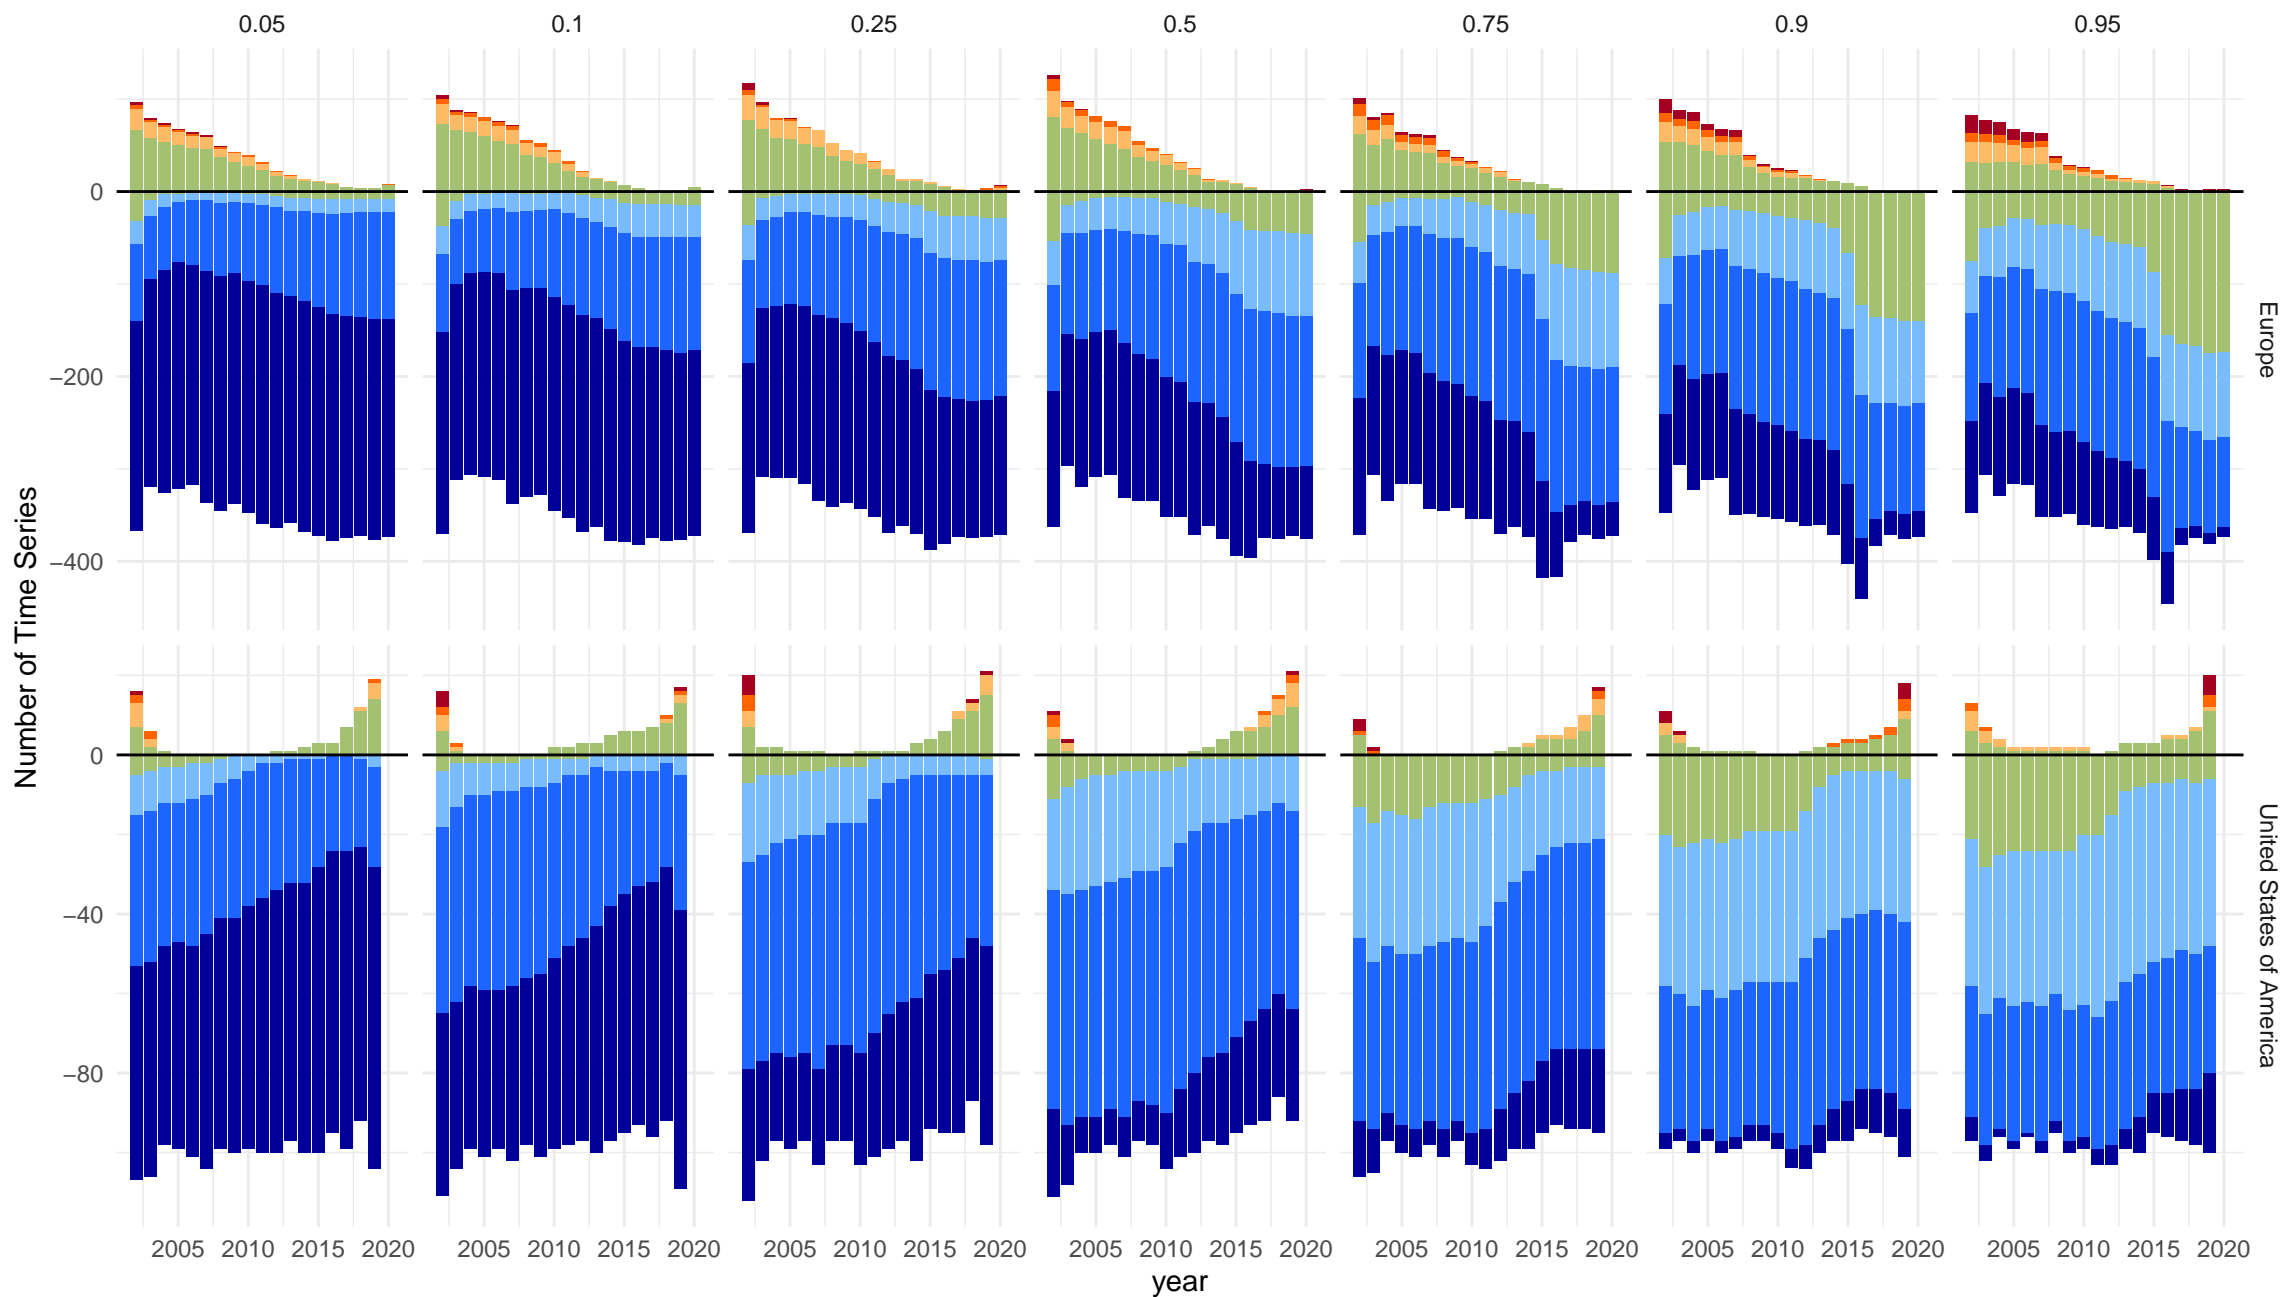 0.05 0.1 0.25 0.5 0.75 0.9 0.95
0
−200
−400
Europe
Number of Time Series
0
−40
−80
United States of America
2005 2010 2015 2020 2005 2010 2015 2020 2005 2010 2015 2020 2005 2010 2015 2020 2005 2010 2015 2020 2005 2010 2015 2020 2005 2010 2015 2020
year